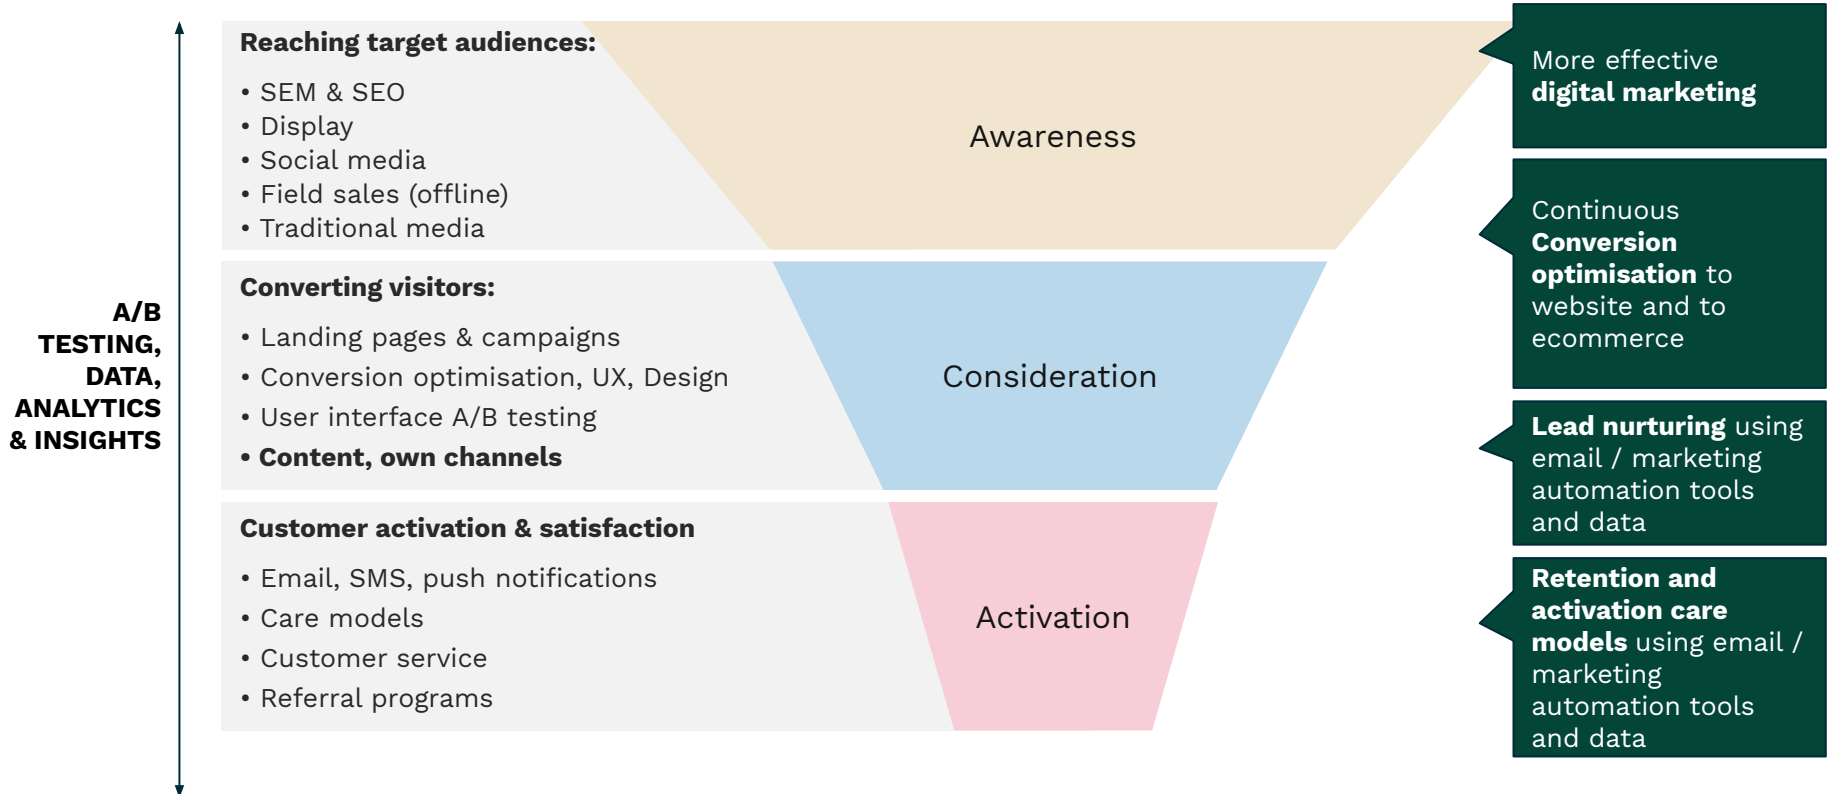 A/B
TESTING,
DATA,
ANALYTICS
& INSIGHTS
Reaching target audiences:
• SEM & SEO
• Display
• Social media
• Field sales (offline)
• Traditional media
Awareness
Converting visitors:
• Landing pages & campaigns
• Conversion optimisation, UX, Design
• User interface A/B testing
• Content, own channels
Consideration
Customer activation & satisfaction
• Email, SMS, push notifications
• Care models
• Customer service
• Referral programs
Activation
More effective
digital marketing
Continuous
Conversion
optimisation to
website and to
ecommerce
Lead nurturing using
email / marketing
automation tools
and data
Retention and
activation care
models using email /
marketing
automation tools
and data